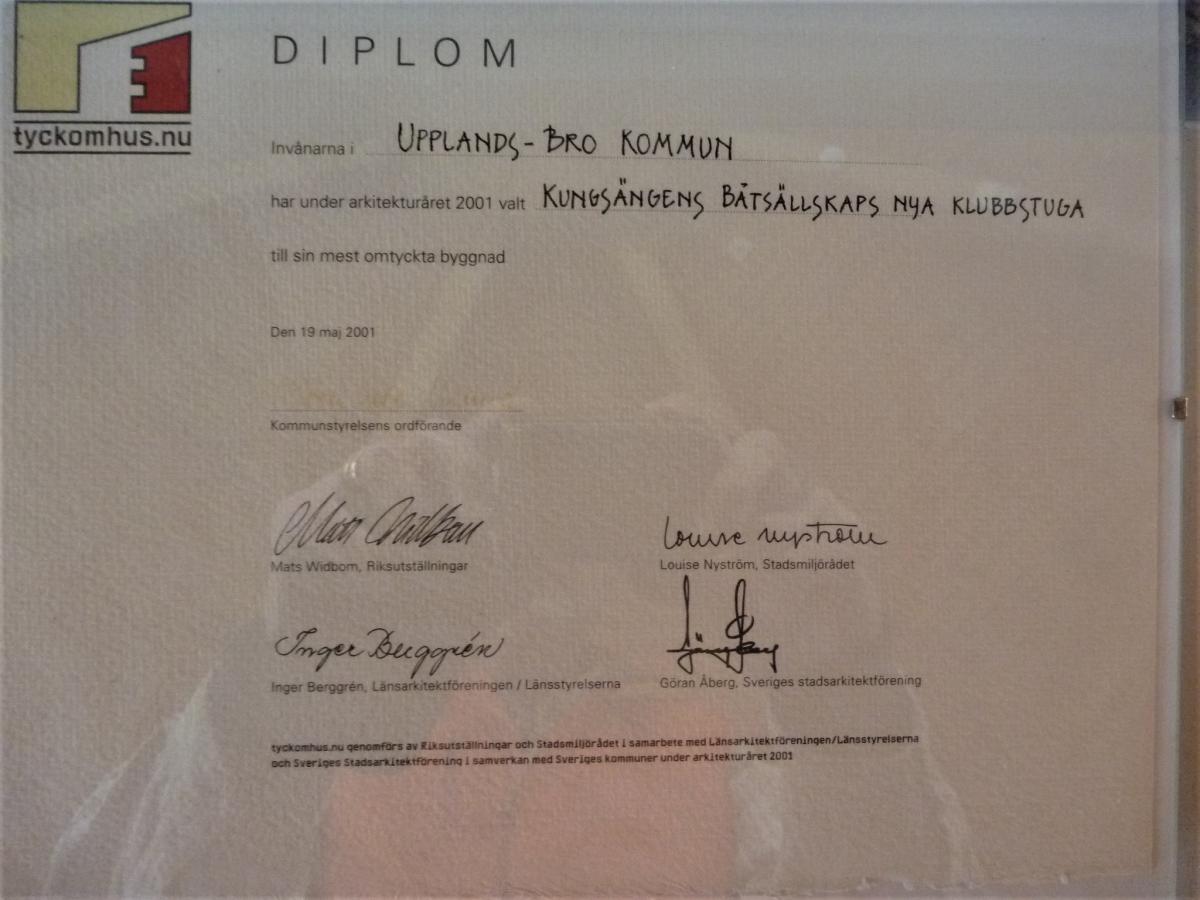 tyckomhus.nu
DIPLOM
Invånarna i UPPLANDS-BRO KOMMUN
har under arkitekturåret 2001 valt KUNGSÄNGENS BÅTSÄLLSKAPS NYA KLUBBSTUGA
till sin mest omtyckta byggnad
Den 19 maj 2001
Kommunstyrelsens ordförande
Mats Widbom, Riksutställningar
Louise Nyström
Louise Nyström, Stadsmiljörådet
Inger Berggrén
Inger Berggrén, Länsarkitektföreningen / Länsstyrelserna
Göran Åberg, Sveriges stadsarkitektförening
tyckomhus.nu genomförs av Riksutställningar och Stadsmiljörådet i samarbete med Länsarkitektföreningen/Länsstyrelserna
och Sveriges Stadsarkitektförening i samverkan med Sveriges kommuner under arkitekturåret 2001